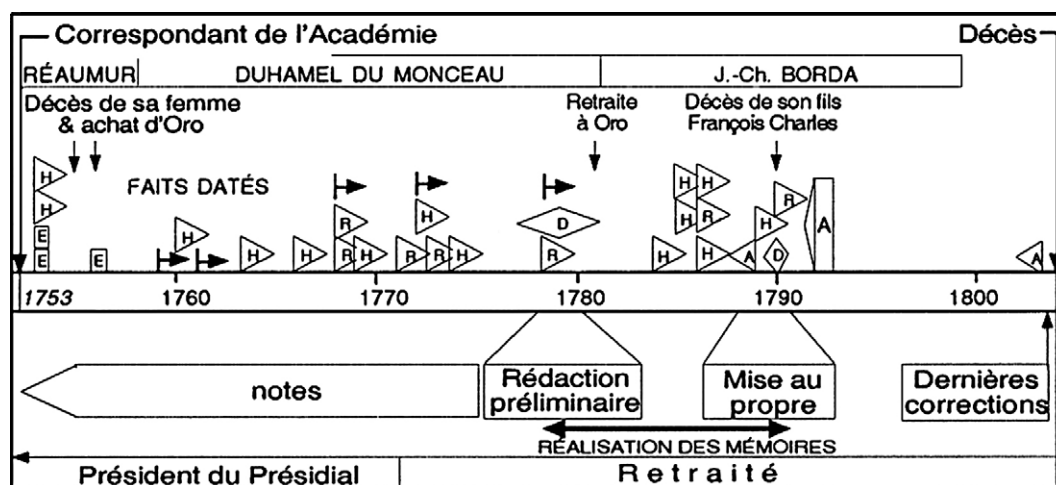 Correspondant de l'Académie
Décès
RÉAUMUR
DUHAMEL DU MONCEAU
J.-Ch. BORDA
Décès de sa femme
& achat d'Oro
Retraite
à Oro
Décès de son fils
François Charles
FAITS DATÉS
H
H
E
E
E
H
H
H
R
R
H
H
R
R
H
D
R
H
H
H
H
R
H
A
H
R
D
A
A
1753
1760
1770
1780
1790
1800
notes
Rédaction
préliminaire
Mise au
propre
Dernières
corrections
RÉALISATION DES MÉMOIRES
Président du Présidial
Retraité